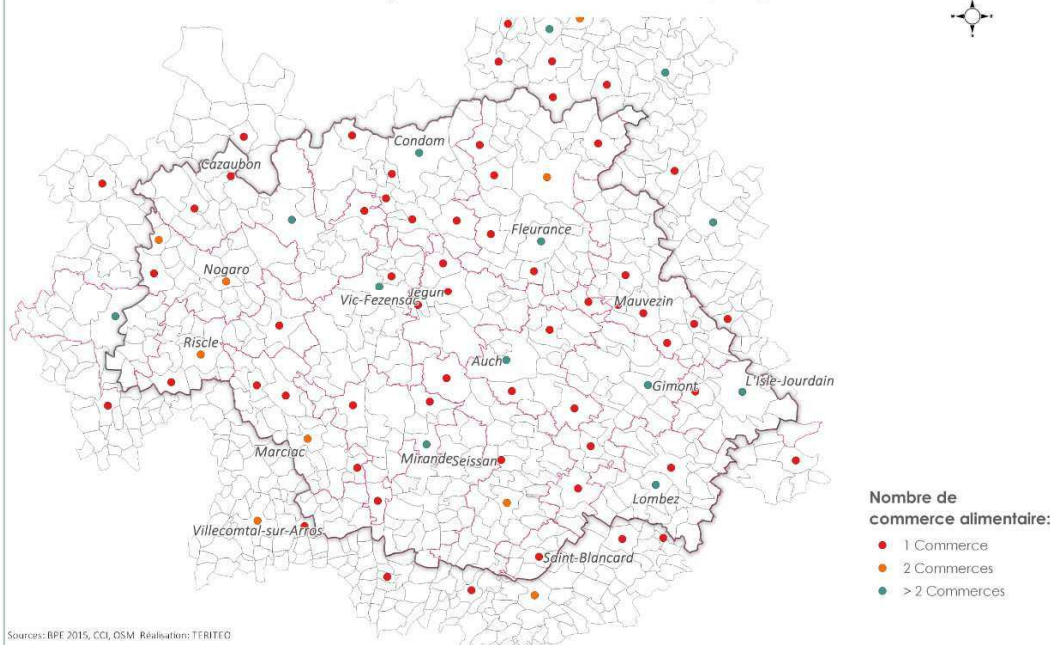 Condom
Cazaubon
Fleurance
Nogaro
Jégun
Vic-Fezensac
Mauvezin
Riscle
Auch
Gimont
L'Isle-Jourdain
Marciac
Mirande
Seissan
Lombez
Villecomtal-sur-Arros
Saint-Blancard
Nombre de
commerce alimentaire:
1 Commerce
2 Commerces
> 2 Commerces
Sources: BPE 2015, CCI, OSM Réalisation: TERITEO